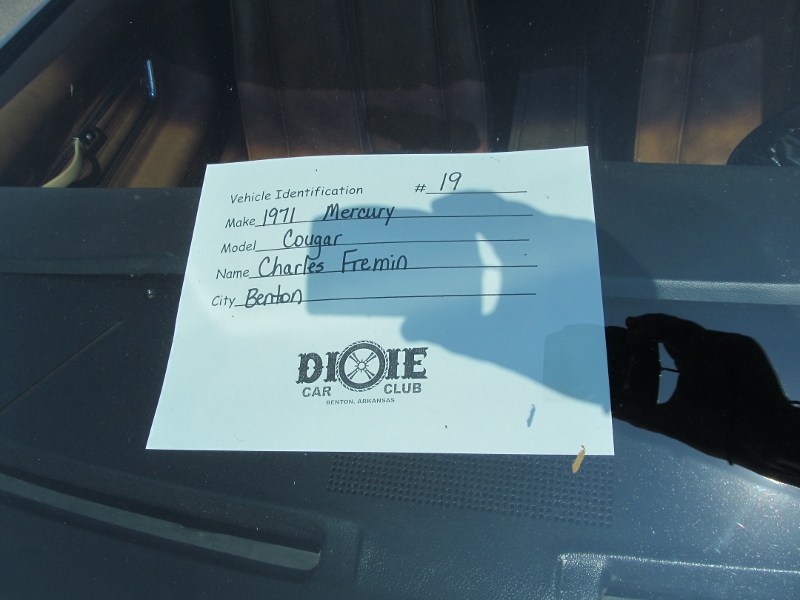 Vehicle Identification # 19
Make 1971 Mercury
Model Cougar
Name Charles Fremin
City Benton
DIXIE
CAR CLUB
BENTON, ARKANSAS